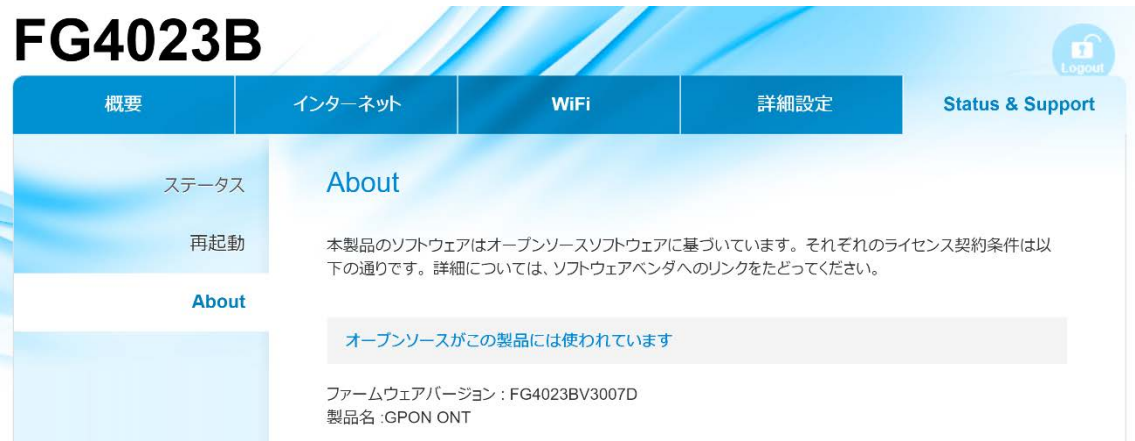 FG4023B
Logout
概要
インターネット
WiFi
詳細設定
Status & Support
ステータス
再起動
About
About
本製品のソフトウェアはオープンソースソフトウェアに基づいています。それぞれのライセンス契約条件は以
下の通りです。詳細については、ソフトウェアベンダへのリンクをたどってください。
オープンソースがこの製品には使われています
ファームウェアバージョン : FG4023BV3007D
製品名 :GPON ONT